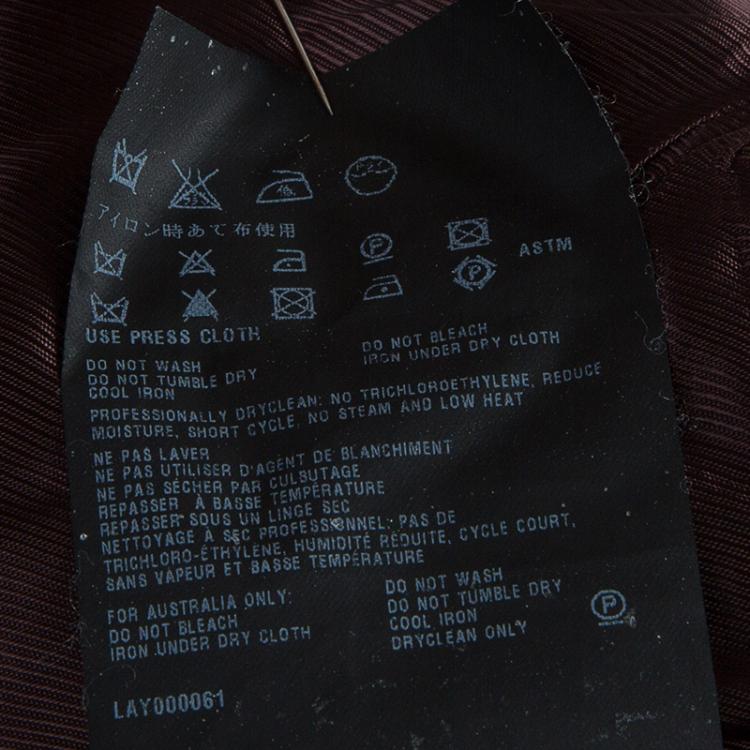 アイロン時あて布使用
ASTM
USE PRESS CLOTH
DO NOT WASH
DO NOT TUMBLE DRY
COOL IRON
DO NOT BLEACH
IRON UNDER DRY CLOTH
PROFESSIONALLY DRYCLEAN: NO TRICHLOROETHYLENE, REDUCE
MOISTURE, SHORT CYCLE, NO STEAM AND LOW HEAT
NE PAS LAVER
NE PAS UTILISER D'AGENT DE BLANCHIMENT
NE PAS SÉCHER PAR CULBUTAGE
REPASSER À BASSE TEMPÉRATURE
REPASSER SOUS UN LINGE SEC
NETTOYAGE À SEC PROFESSIONNEL: PAS DE
TRICHLORO-ÉTHYLÈNE, HUMIDITÉ RÉDUITE, CYCLE COURT,
SANS VAPEUR ET BASSE TEMPÉRATURE
FOR AUSTRALIA ONLY:
DO NOT BLEACH
IRON UNDER DRY CLOTH
DO NOT WASH
DO NOT TUMBLE DRY
COOL IRON
DRYCLEAN ONLY
P
LAY000061